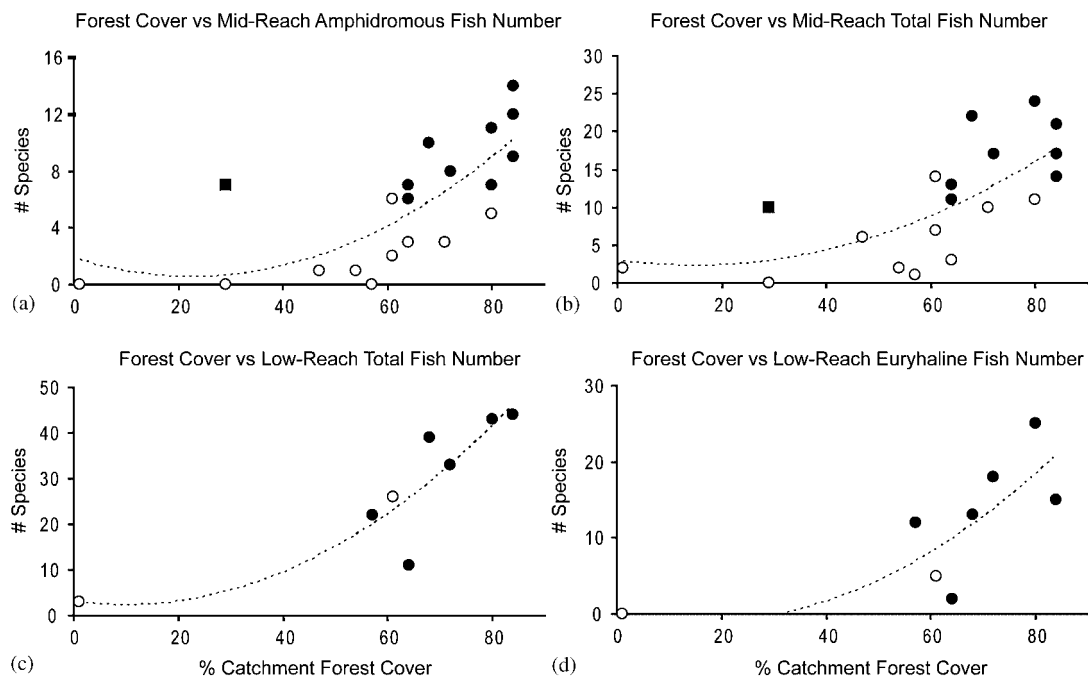 Forest Cover vs Mid-Reach Amphidromous Fish Number
16
12
8
4
0
# Species
0 20 40 60 80
(a)
Forest Cover vs Mid-Reach Total Fish Number
30
25
20
15
10
5
0
# Species
0 20 40 60 80
(b)
Forest Cover vs Low-Reach Total Fish Number
50
40
30
20
10
0
# Species
0 20 40 60 80
% Catchment Forest Cover
(c)
Forest Cover vs Low-Reach Euryhaline Fish Number
30
20
10
0
# Species
0 20 40 60 80
% Catchment Forest Cover
(d)